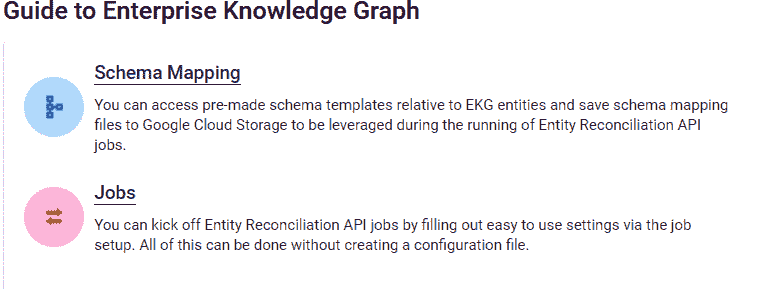 Guide to Enterprise Knowledge Graph
Schema Mapping
You can access pre-made schema templates relative to EKG entities and save schema mapping
files to Google Cloud Storage to be leveraged during the running of Entity Reconciliation API
jobs.
Jobs
You can kick off Entity Reconciliation API jobs by filling out easy to use settings via the job
setup. All of this can be done without creating a configuration file.